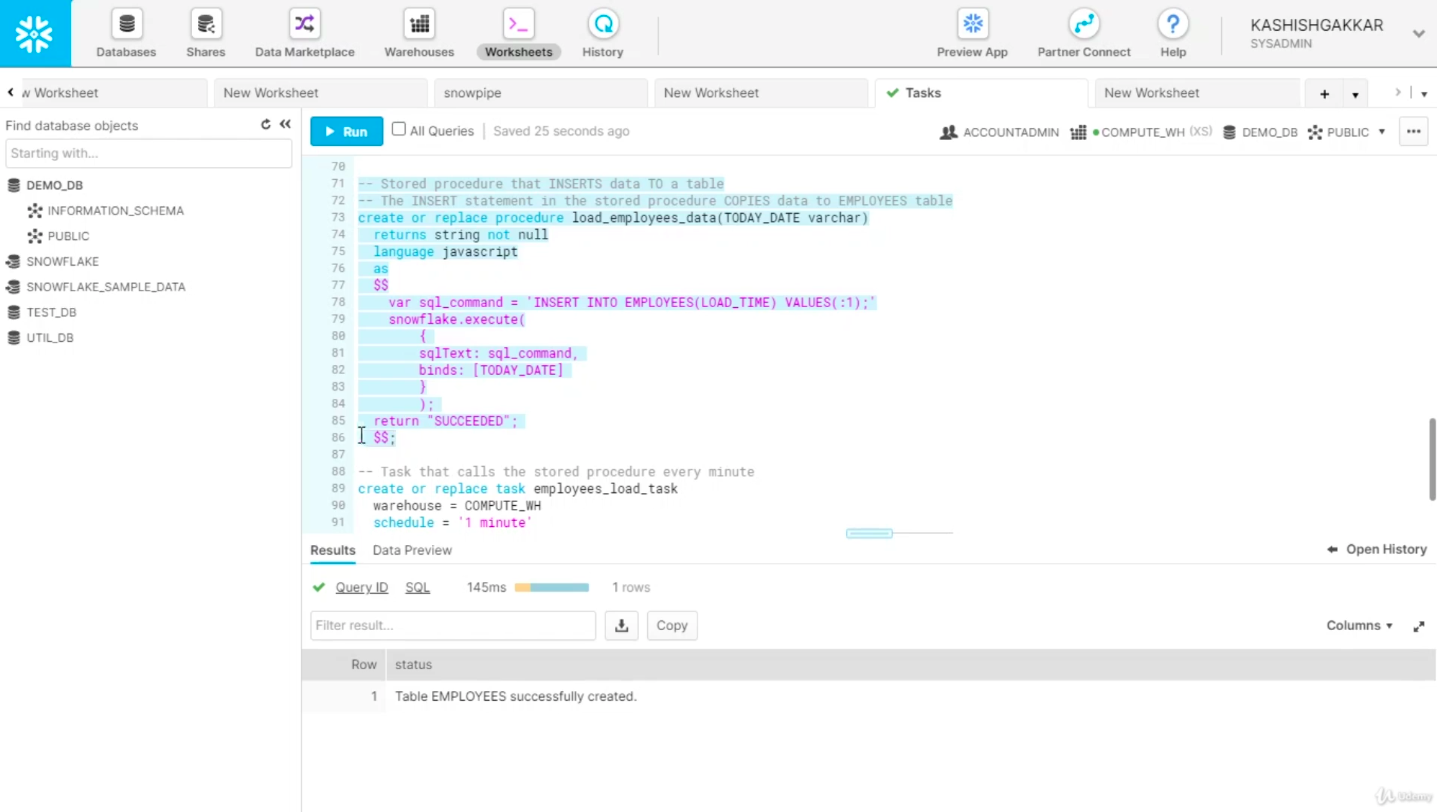 Databases
Shares
Data Marketplace
Warehouses
Worksheets
History
Preview App
Partner Connect
Help
KASHISHGAKKAR
SYSADMIN
w Worksheet
New Worksheet
snowpipe
New Worksheet
Tasks
New Worksheet
Find database objects
Starting with...
DEMO_DB
INFORMATION_SCHEMA
PUBLIC
SNOWFLAKE
SNOWFLAKE_SAMPLE_DATA
TEST_DB
UTIL_DB
Run
All Queries
Saved 25 seconds ago
ACCOUNTADMIN
COMPUTE_WH (XS)
DEMO_DB
PUBLIC
70
71 -- Stored procedure that INSERTS data TO a table
72 -- The INSERT statement in the stored procedure COPIES data to EMPLOYEES table
73 create or replace procedure load_employees_data(TODAY_DATE varchar)
74 returns string not null
75 language javascript
76 as
77 $$
78 var sql_command = 'INSERT INTO EMPLOYEES(LOAD_TIME) VALUES(:1);'
79 snowflake.execute(
80 {
81 sqlText: sql_command,
82 binds: [TODAY_DATE]
83 }
84 );
85 return "SUCCEEDED";
86 $$;
87
88 -- Task that calls the stored procedure every minute
89 create or replace task employees_load_task
90 warehouse = COMPUTE_WH
91 schedule = '1 minute'
Results
Data Preview
Open History
Query ID
SQL
145ms
1 rows
Filter result...
Copy
Columns
Row status
1 Table EMPLOYEES successfully created.
Udemy